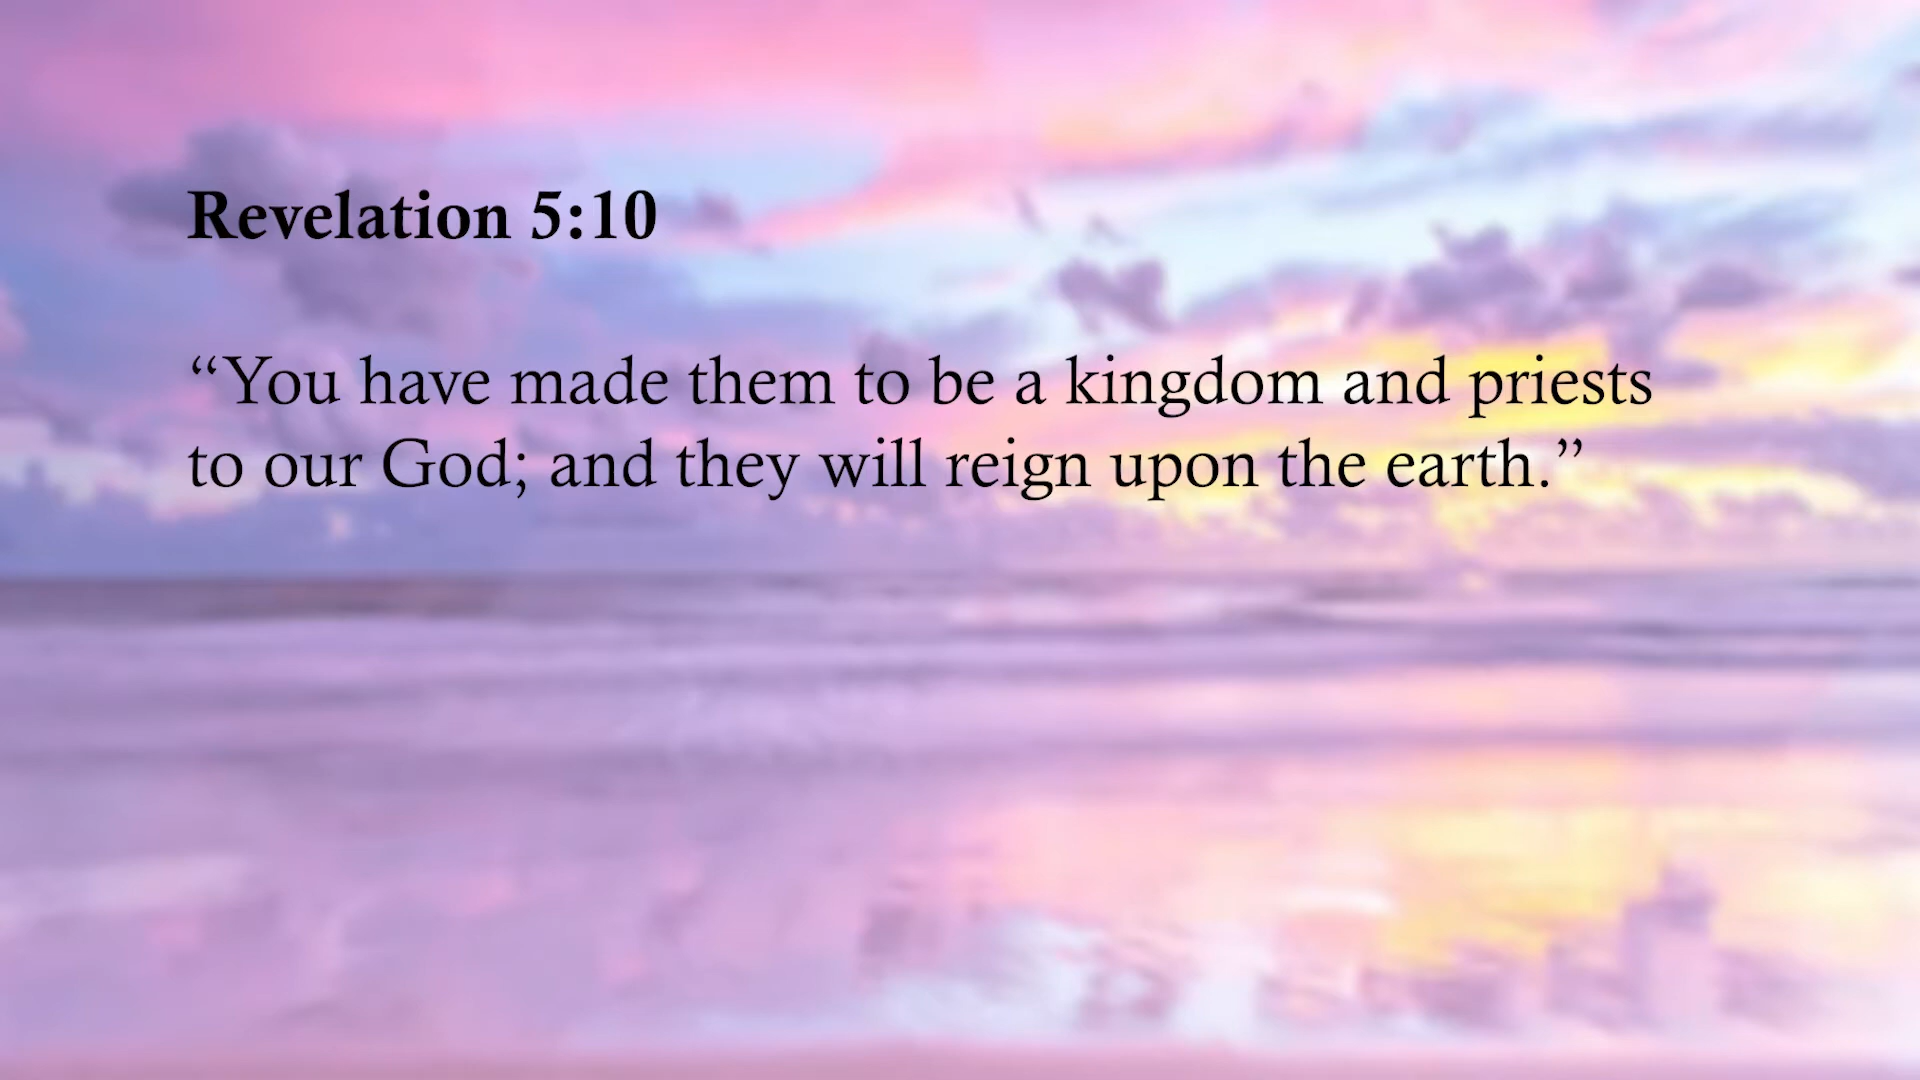 Revelation 5:10
“You have made them to be a kingdom and priests
to our God; and they will reign upon the earth.”